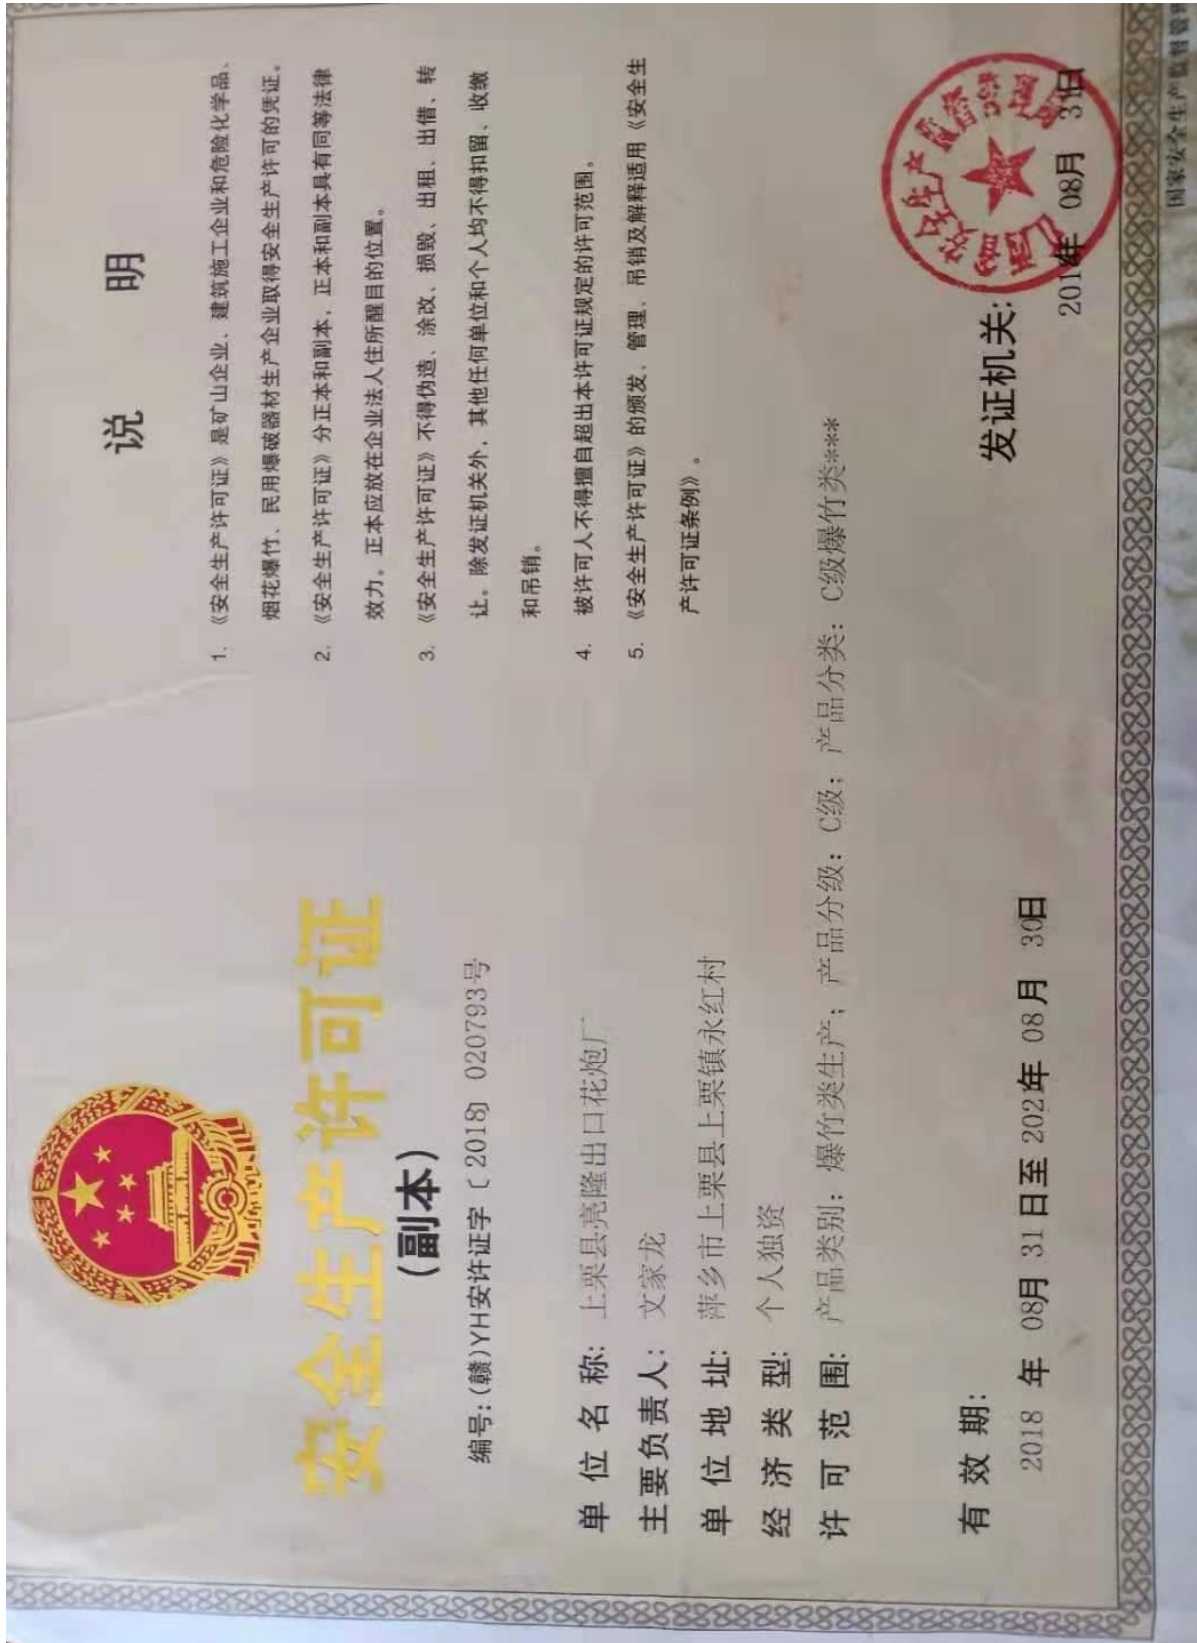 安全生产许可证
(副本)
编号:(赣)YH安许证字〔2018〕020793号
单位名称: 上栗县亮隆出口花炮厂
主要负责人: 文家龙
单位地址: 萍乡市上栗县上栗镇永红村
经济类型: 个人独资
许可范围: 产品类别: 爆竹类生产; 产品分级: C级; 产品分类: C级爆竹类***
有效期:
2018 年 08月 31日至 202年 08月 30日
说 明
1. 《安全生产许可证》是矿山企业、建筑施工企业和危险化学品、
烟花爆竹、民用爆破器材生产企业取得安全生产许可的凭证。
2. 《安全生产许可证》分正本和副本,正本和副本具有同等法律
效力。正本应放在企业法人住所醒目的位置。
3. 《安全生产许可证》不得伪造、涂改、损毁、出租、出借、转
让。除发证机关外,其他任何单位和个人均不得扣留、收缴
和吊销。
4. 被许可人不得擅自超出本许可证规定的许可范围。
5. 《安全生产许可证》的颁发、管理、吊销及解释适用《安全生
产许可证条例》。
发证机关:
年 08月 31日
国家安全生产监督管